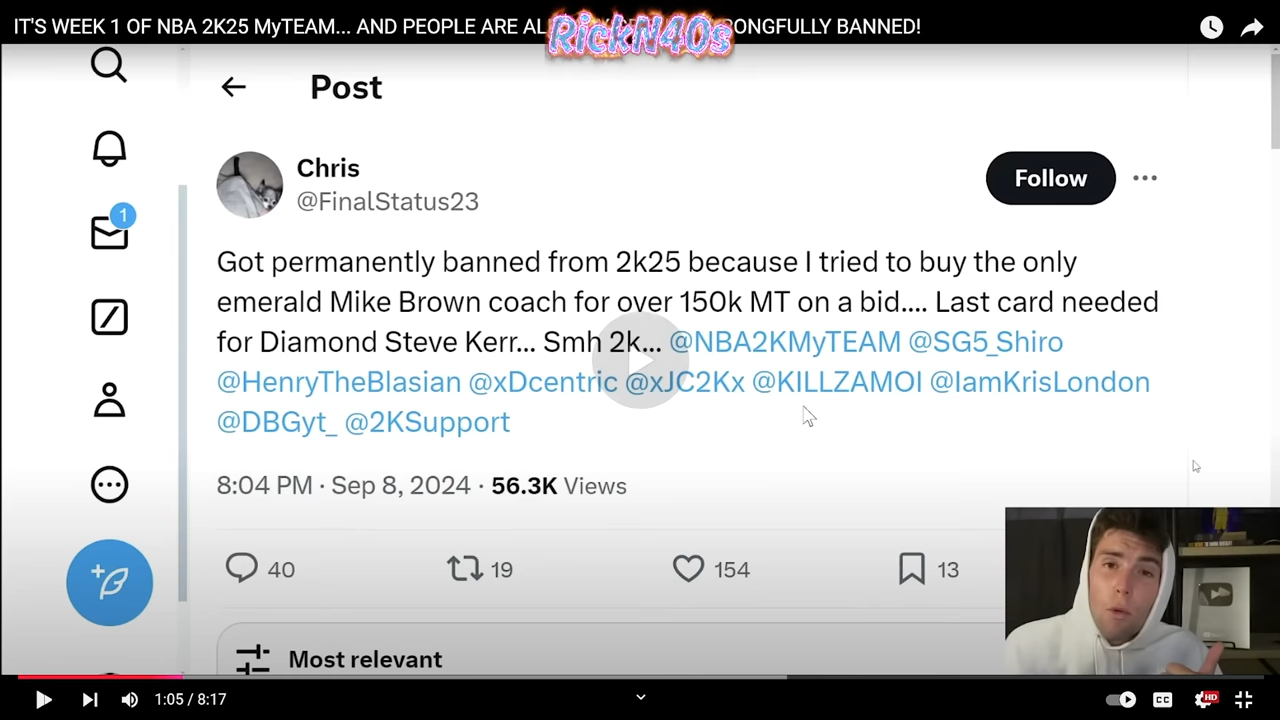 IT'S WEEK 1 OF NBA 2K25 MyTEAM... AND PEOPLE ARE AL ONGFULLY BANNED!
RickN40s
Post
Chris
@FinalStatus23
Follow
1
Got permanently banned from 2k25 because I tried to buy the only
emerald Mike Brown coach for over 150k MT on a bid.... Last card needed
for Diamond Steve Kerr... Smh 2k... @NBA2KMyTEAM @SG5_Shiro
@HenryTheBlasian @xDcentric @xJC2Kx @KILLZAMOI @IamKrisLondon
@DBGyt_ @2KSupport
8:04 PM · Sep 8, 2024 · 56.3K Views
40 19 154 13
Most relevant
1:05 / 8:17
CC
HD